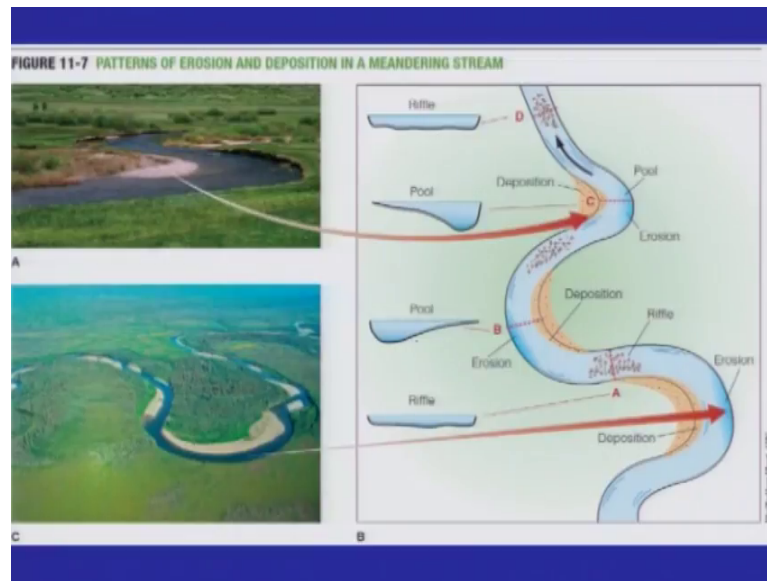 FIGURE 11-7 PATTERNS OF EROSION AND DEPOSITION IN A MEANDERING STREAM
A
C
Riffle
D
Pool
Deposition
C
Pool
Erosion
Deposition
Pool
B
Erosion
Riffle
Erosion
A
Riffle
Deposition
B